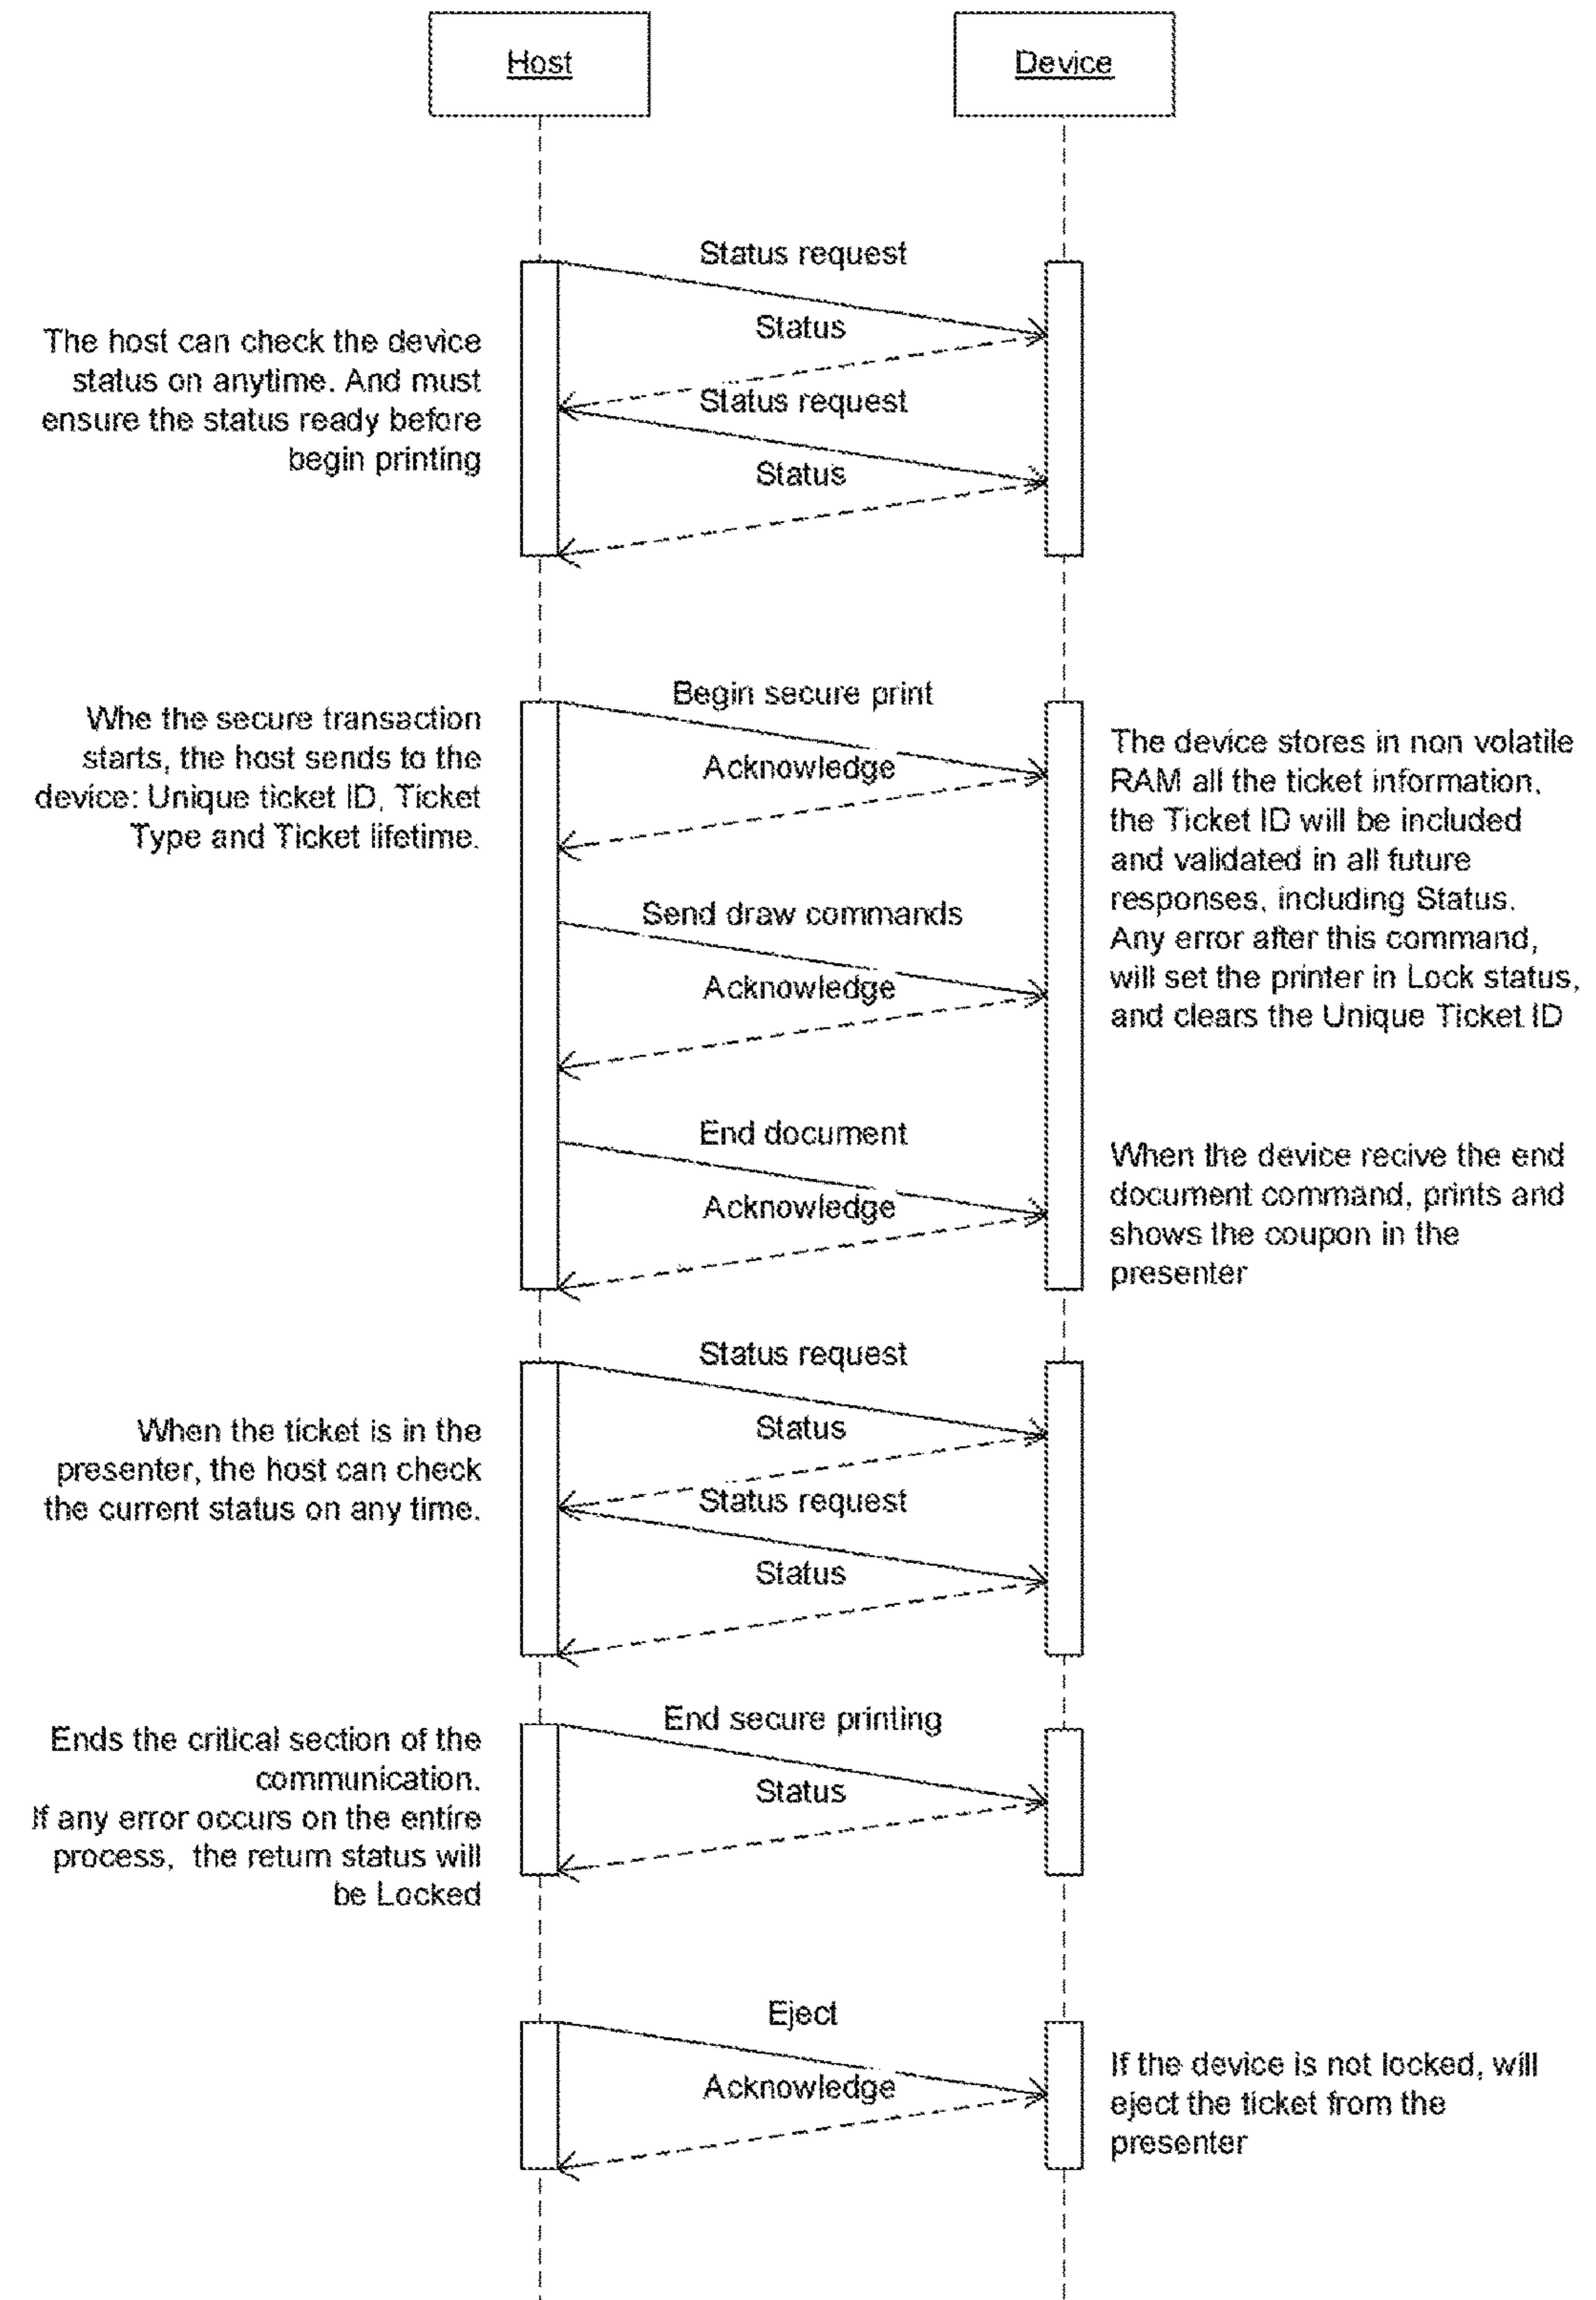 Host
Device
Status request
Status
Status request
Status
The host can check the device
status on anytime. And must
ensure the status ready before
begin printing
Begin secure print
Acknowledge
Send draw commands
Acknowledge
End document
Acknowledge
Whe the secure transaction
starts, the host sends to the
device: Unique ticket ID, Ticket
Type and Ticket lifetime.
The device stores in non volatile
RAM all the ticket information,
the Ticket ID will be included
and validated in all future
responses, including Status.
Any error after this command,
will set the printer in Lock status,
and clears the Unique Ticket ID
When the device recive the end
document command, prints and
shows the coupon in the
presenter
Status request
Status
Status request
Status
When the ticket is in the
presenter, the host can check
the current status on any time.
End secure printing
Status
Ends the critical section of the
communication.
If any error occurs on the entire
process,  the return status will
be Locked
Eject
Acknowledge
If the device is not locked, will
eject the ticket from the
presenter